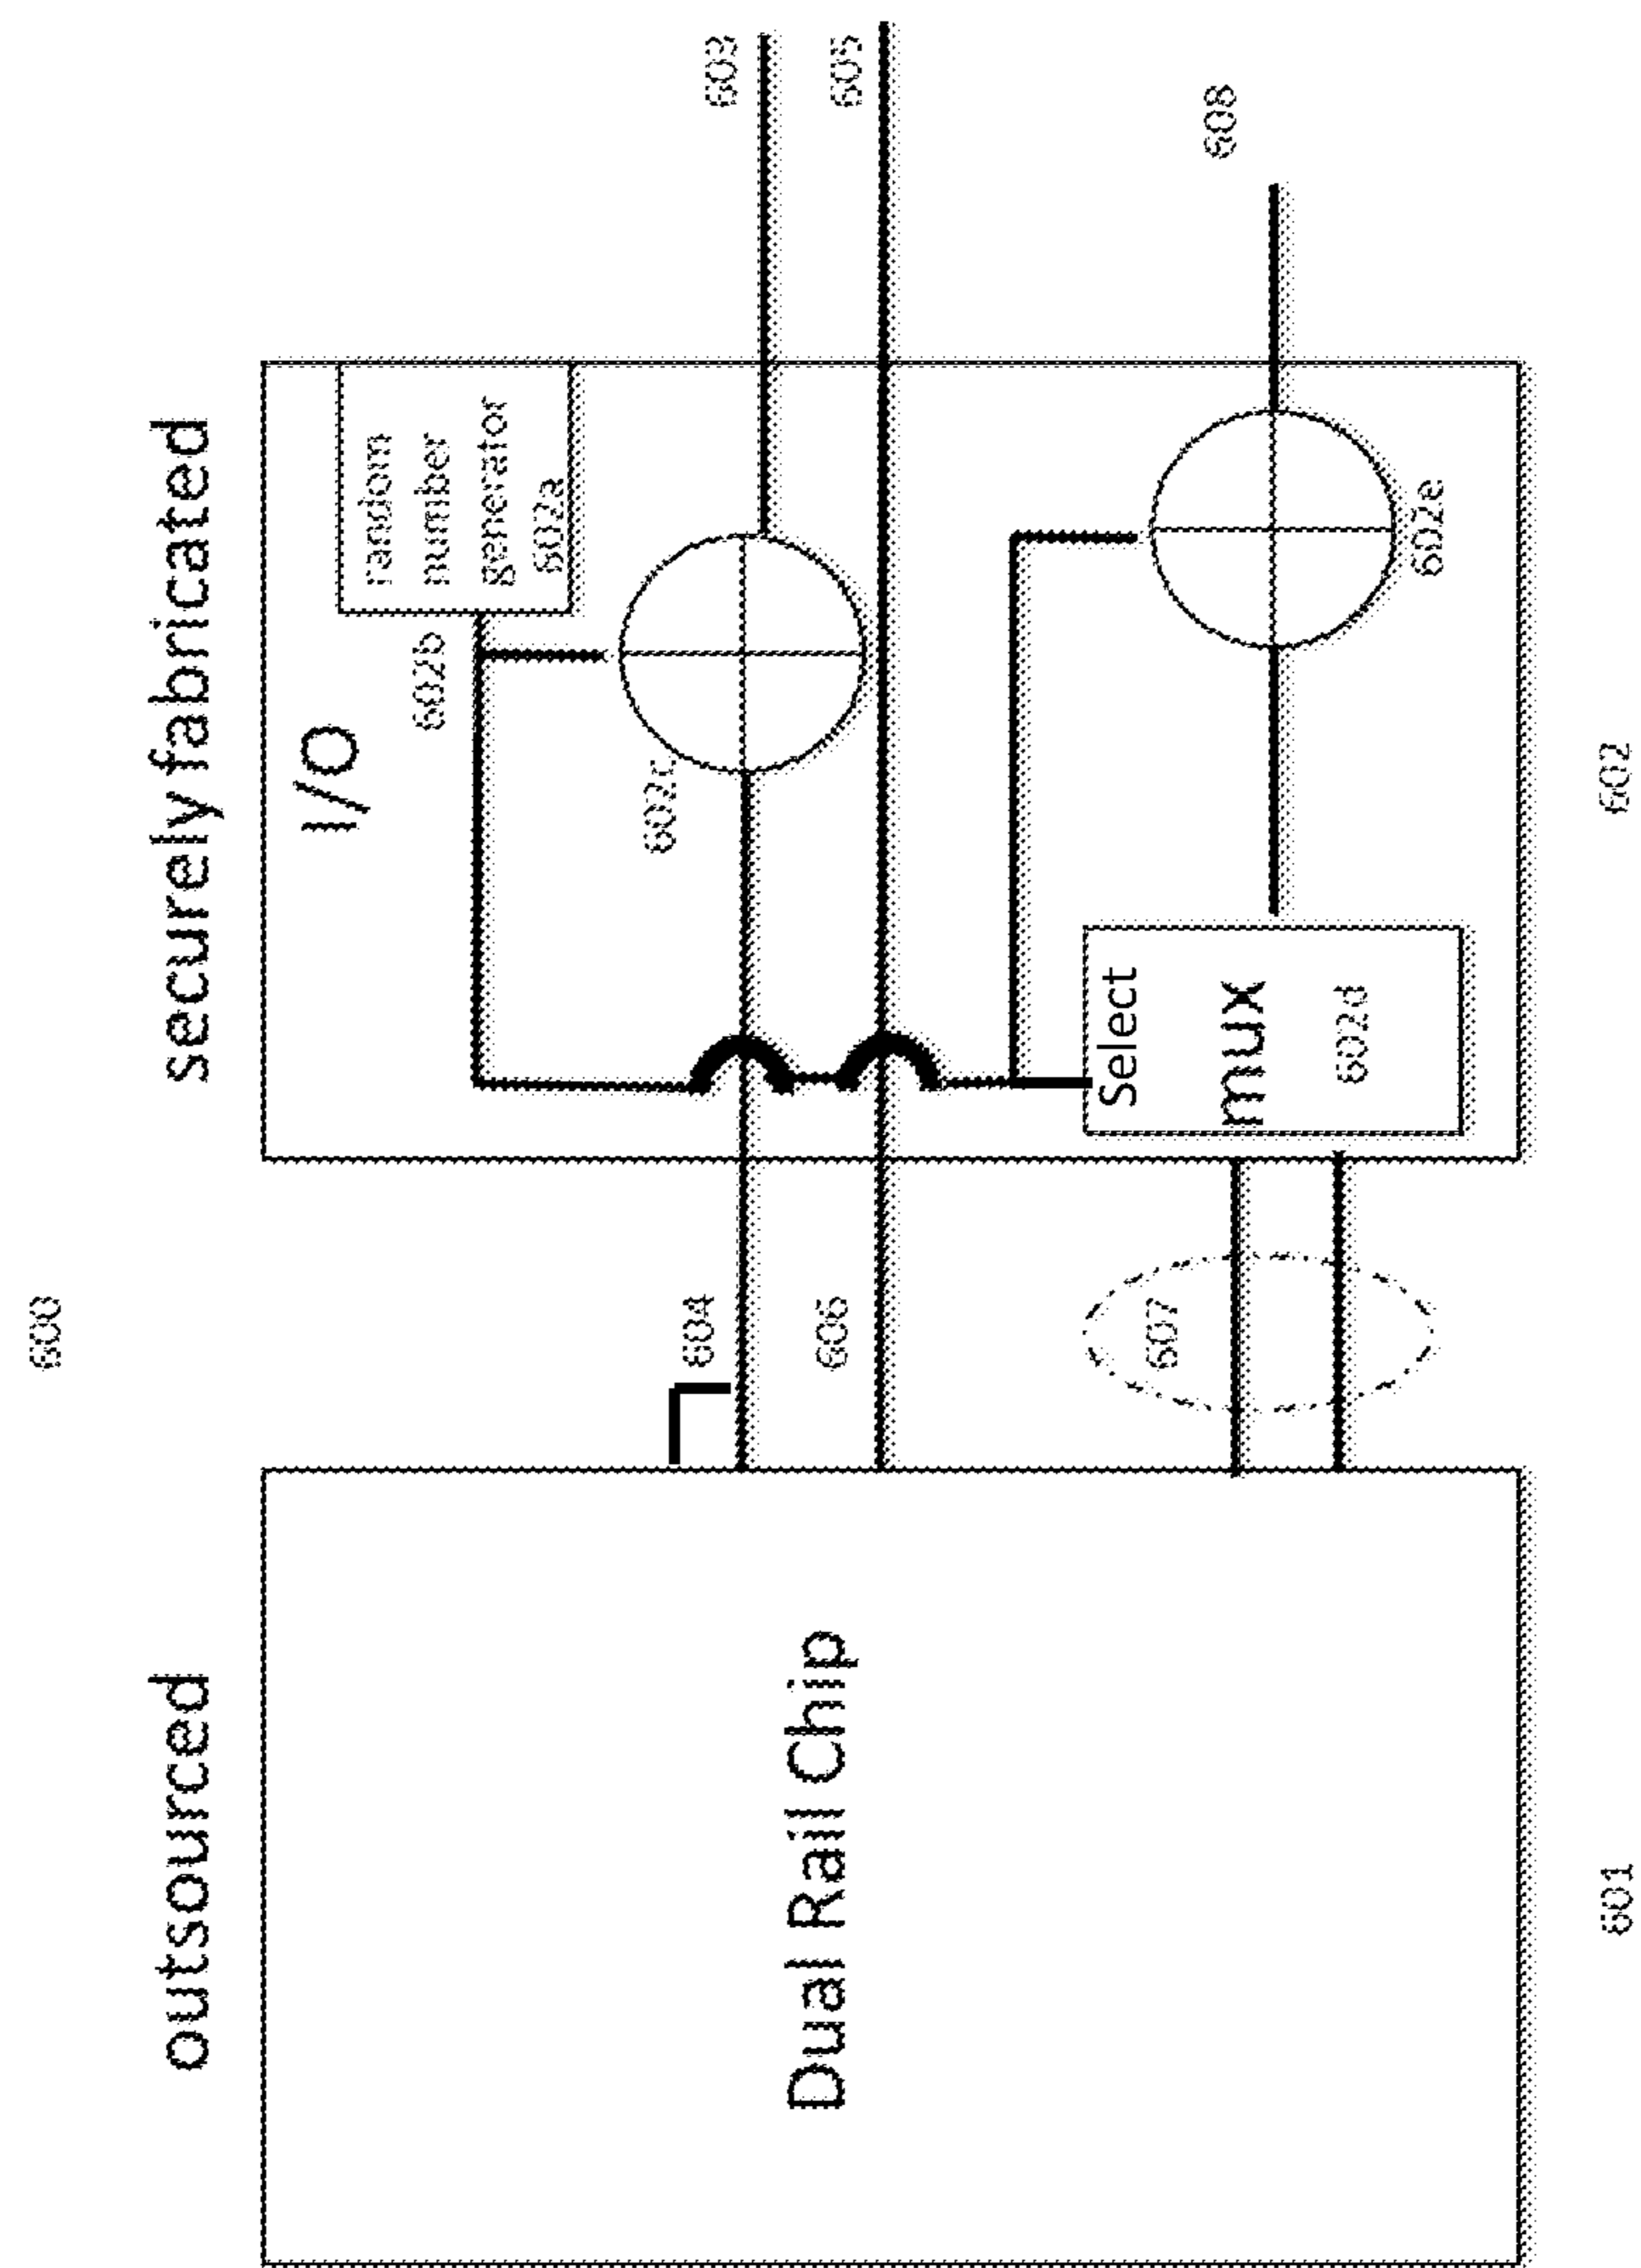 600
outsourced
securely fabricated
Dual Rail Chip
I/O
random
number
generator
602a
602b
602c
603
604
605
606
607
Select
mux
602d
602e
608
601
602